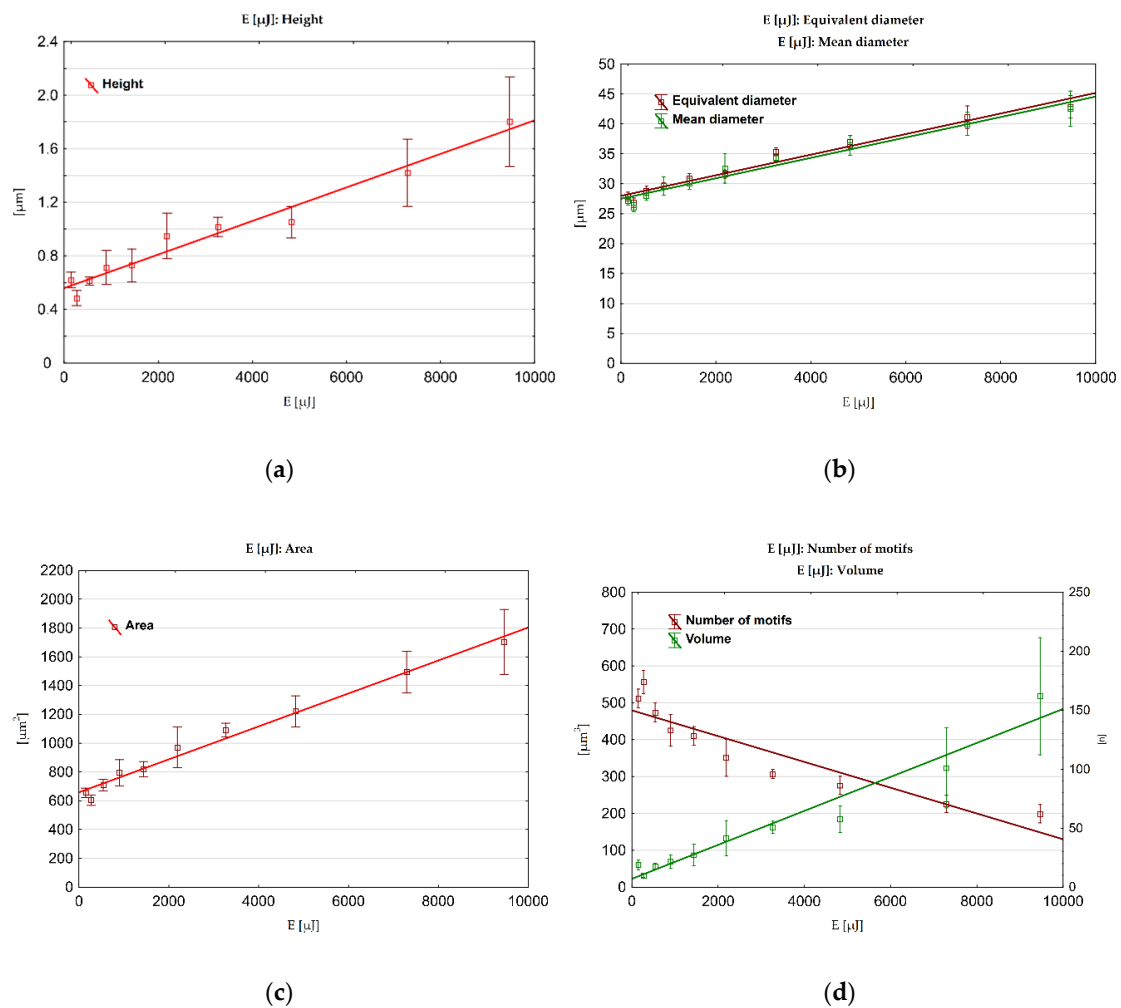 E [μJ]: Height
2.4
2.0
1.6
1.2
0.8
0.4
0
[μm]
Height
0 2000 4000 6000 8000 10000
E [μJ]
(a)
E [μJ]: Equivalent diameter
E [μJ]: Mean diameter
50
45
40
35
30
25
20
15
10
5
0
[μm]
Equivalent diameter
Mean diameter
0 2000 4000 6000 8000 10000
E [μJ]
(b)
E [μJ]: Area
2200
2000
1800
1600
1400
1200
1000
800
600
400
200
0
[μm²]
Area
0 2000 4000 6000 8000 10000
E [μJ]
(c)
E [μJ]: Number of motifs
E [μJ]: Volume
800
700
600
500
400
300
200
100
0
[μm³]
Number of motifs
Volume
250
200
150
100
50
0
[n]
0 2000 4000 6000 8000 10000
E [μJ]
(d)